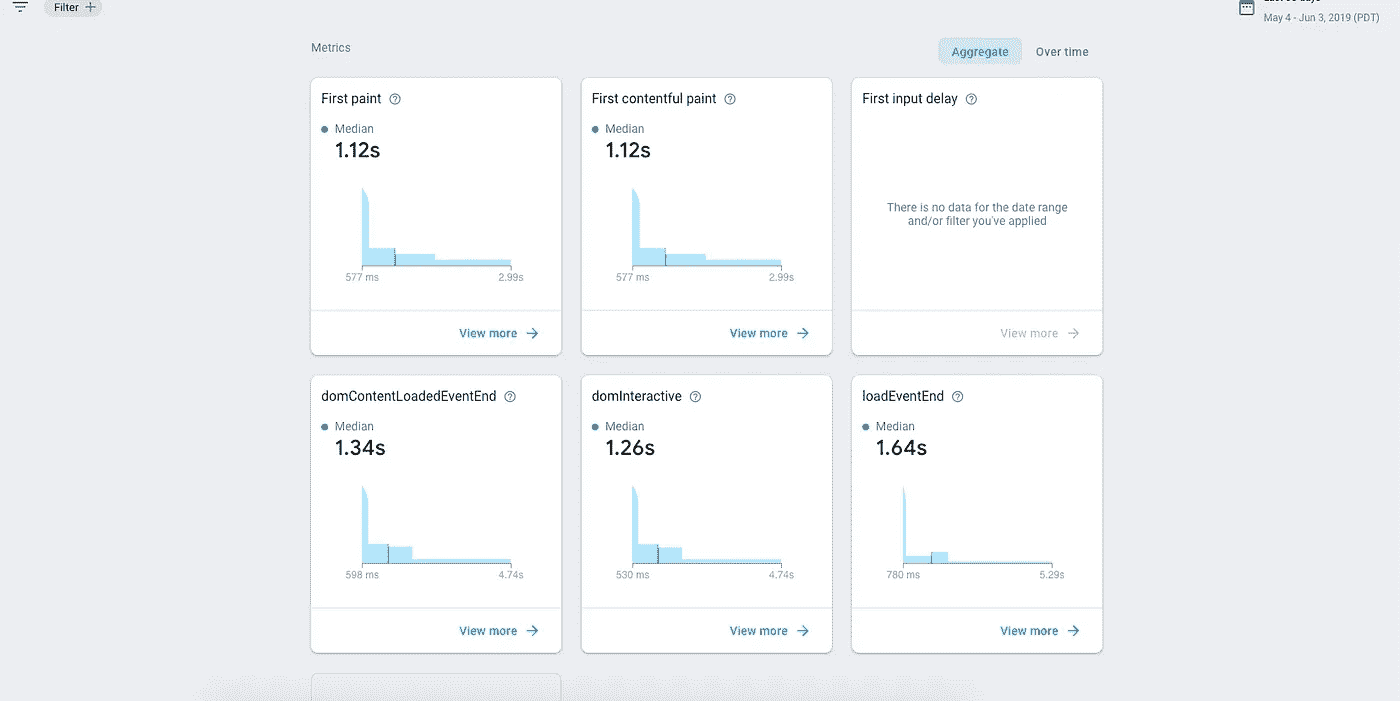 Filter +
May 4 - Jun 3, 2019 (PDT)
Metrics
Aggregate
Over time
First paint
Median
1.12s
577 ms
2.99s
View more
First contentful paint
Median
1.12s
577 ms
2.99s
View more
First input delay
There is no data for the date range
and/or filter you've applied
View more
domContentLoadedEventEnd
Median
1.34s
598 ms
4.74s
View more
domInteractive
Median
1.26s
530 ms
4.74s
View more
loadEventEnd
Median
1.64s
780 ms
5.29s
View more